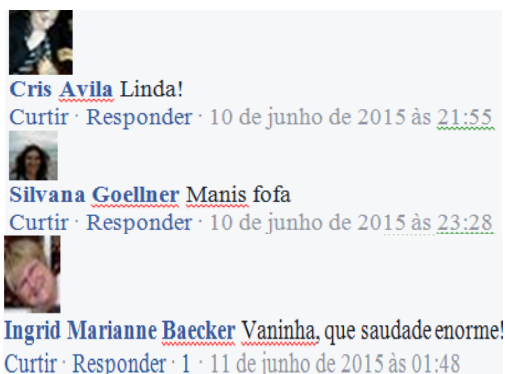 Cris Avila Linda!
Curtir · Responder · 10 de junho de 2015 às 21:55
Silvana Goellner Manis fofa
Curtir · Responder · 10 de junho de 2015 às 23:28
Ingrid Marianne Baecker Vaninha, que saudade enorme!
Curtir · Responder · 1 · 11 de junho de 2015 às 01:48